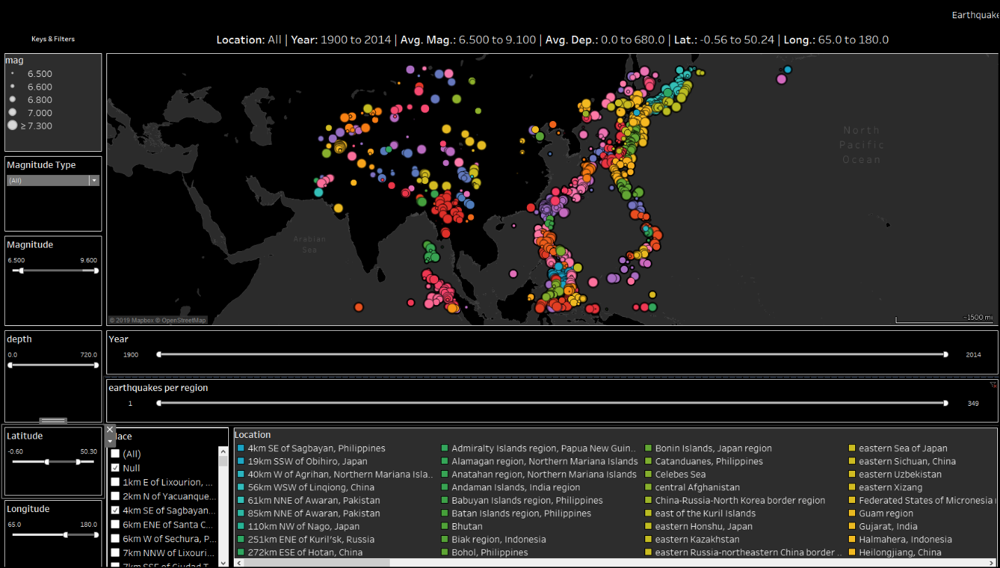 Earthquake
Keys & Filters
Location: All | Year: 1900 to 2014 | Avg. Mag.: 6.500 to 9.100 | Avg. Dep.: 0.0 to 680.0 | Lat.: -0.56 to 50.24 | Long.: 65.0 to 180.0
mag
6.500
6.600
6.800
7.000
≥ 7.300
Magnitude Type
(All)
Magnitude
6.500 9.600
North
Pacific
Ocean
Arabian
Sea
© 2019 Mapbox © OpenStreetMap
~1500 mi
depth
0.0 720.0
Year
1900 2014
earthquakes per region
1 349
Latitude
-0.60 50.30
Longitude
65.0 180.0
lace
(All)
Null
1km E of Lixourion, ...
2km N of Yacuanque...
4km SE of Sagbayan...
6km ENE of Santa C...
6km W of Sechura, P...
7km NNW of Lixouri...
7km SSE of Ciudad T...
Location
4km SE of Sagbayan, Philippines
19km SSW of Obihiro, Japan
40km W of Agrihan, Northern Mariana Isla..
56km WSW of Linqiong, China
61km NNE of Awaran, Pakistan
85km NNE of Awaran, Pakistan
110km NW of Nago, Japan
251km ENE of Kuril'sk, Russia
272km ESE of Hotan, China
Admiralty Islands region, Papua New Guin..
Alamagan region, Northern Mariana Islands
Anatahan region, Northern Mariana Islands
Andaman Islands, India region
Babuyan Islands region, Philippines
Batan Islands region, Philippines
Bhutan
Biak region, Indonesia
Bohol, Philippines
Bonin Islands, Japan region
Catanduanes, Philippines
Celebes Sea
central Afghanistan
China-Russia-North Korea border region
east of the Kuril Islands
eastern Honshu, Japan
eastern Kazakhstan
eastern Russia-northeastern China border ..
eastern Sea of Japan
eastern Sichuan, China
eastern Uzbekistan
eastern Xizang
Federated States of Micronesia
Guam region
Gujarat, India
Halmahera, Indonesia
Heilongjiang, China